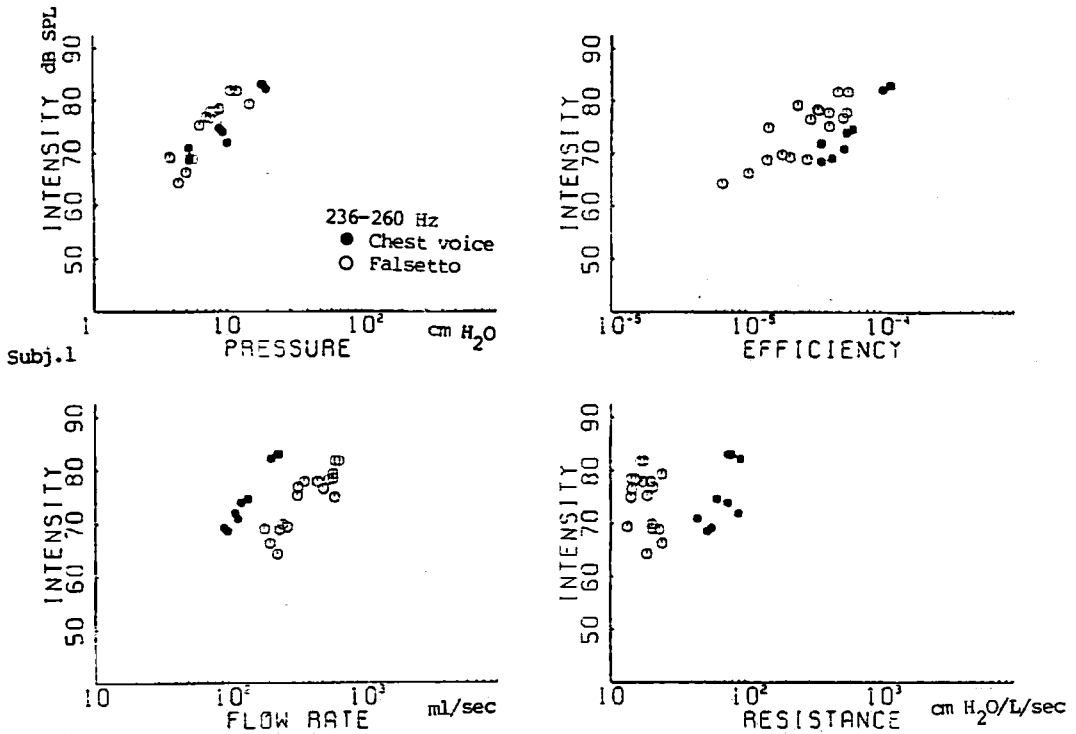 INTENSITY dB SPL
90
80
70
60
50
236-260 Hz
● Chest voice
○ Falsetto
1 10 10² cm H₂O
PRESSURE
INTENSITY
90
80
70
60
50
10⁻⁵ 10⁻⁵ 10⁻⁴
EFFICIENCY
Subj.1
INTENSITY
90
80
70
60
50
10 10² 10³ ml/sec
FLOW RATE
INTENSITY
90
80
70
60
50
10 10² 10³ cm H₂O/L/sec
RESISTANCE